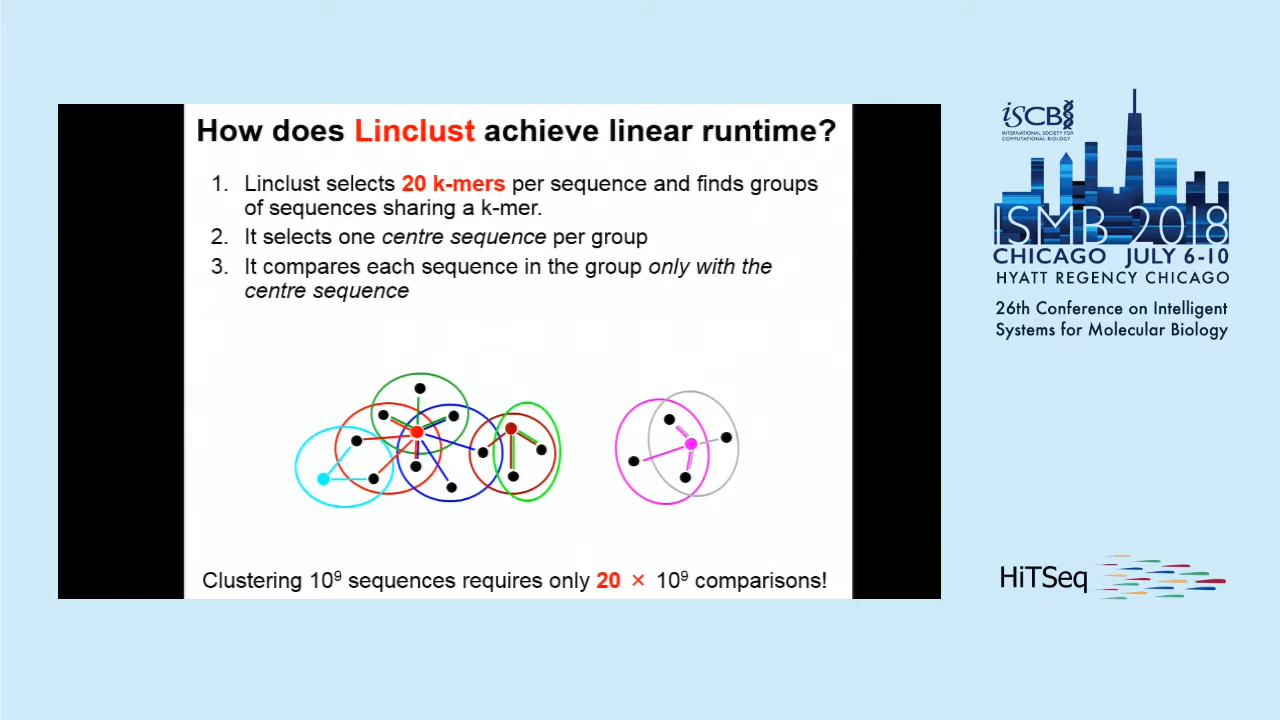 How does Linclust achieve linear runtime?
1. Linclust selects 20 k-mers per sequence and finds groups
of sequences sharing a k-mer.
2. It selects one centre sequence per group
3. It compares each sequence in the group only with the
centre sequence
Clustering 10⁹ sequences requires only 20 × 10⁹ comparisons!
iSCB
INTERNATIONAL SOCIETY FOR
COMPUTATIONAL BIOLOGY
ISMB 2018
CHICAGO JULY 6-10
HYATT REGENCY CHICAGO
26th Conference on Intelligent
Systems for Molecular Biology
HiTSeq